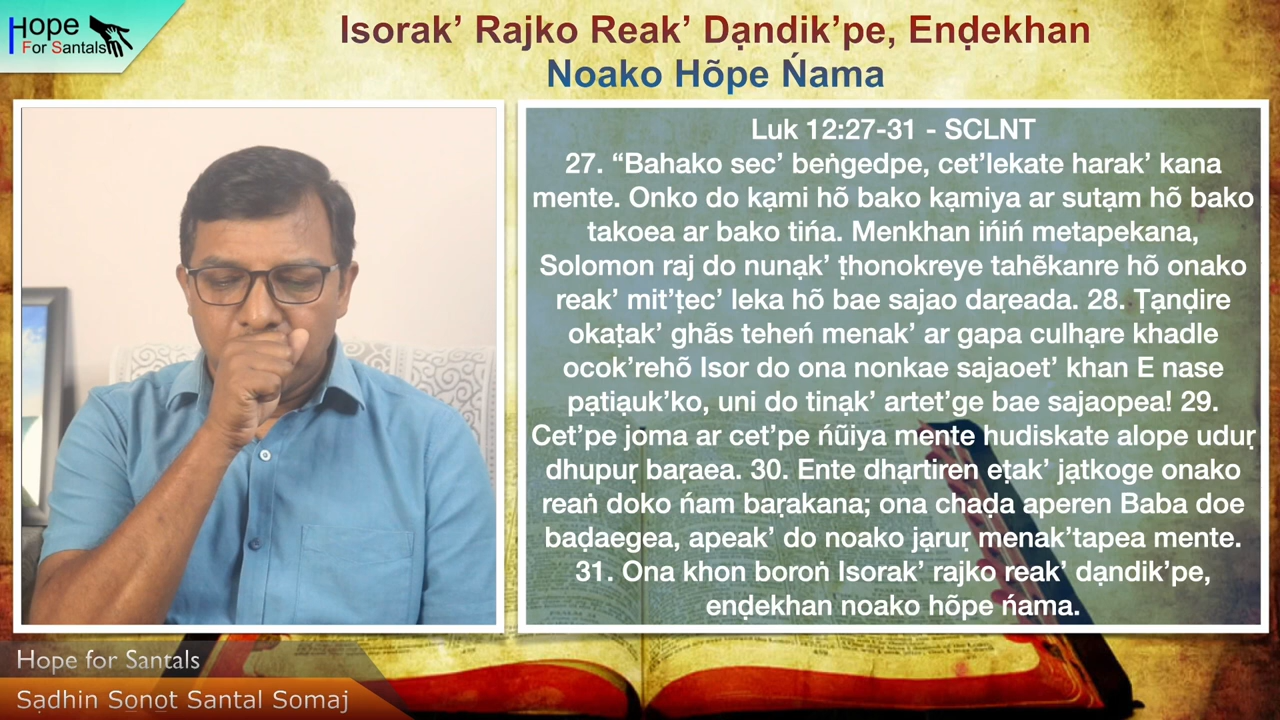 Hope
For Santals
Isorak’ Rajko Reak’ Dạndik’pe, Enḍekhan
Noako Hõpe Ńama
Luk 12:27-31 - SCLNT
27. “Bahako sec’ beṅgedpe, cet’lekate harak’ kana
mente. Onko do kạmi hõ bako kạmiya ar sutạm hõ bako
takoea ar bako tińa. Menkhan ińiń metapekana,
Solomon raj do nunạk’ ṭhonokreye tahẽkanre hõ onako
reak’ mit’ṭec’ leka hõ bae sajao daṛeada. 28. Ṭạnḍire
okaṭak’ ghãs teheń menak’ ar gapa culhạre khadle
ocok’rehõ Isor do ona nonkae sajaoet’ khan E nase
pạtiạuk’ko, uni do tinạk’ artet’ge bae sajaopea! 29.
Cet’pe joma ar cet’pe ńũiya mente hudiskate alope uduṛ
dhupuṛ baṛaea. 30. Ente dhạrtiren eṭak’ jạtkoge onako
reaṅ doko ńam baṛakana; ona chaḍa aperen Baba doe
baḍaegea, apeak’ do noako jạruṛ menak’tapea mente.
31. Ona khon boroṅ Isorak’ rajko reak’ dạndik’pe,
enḍekhan noako hõpe ńama.
Hope for Santals
Sạdhin So̱no̱t Santal Somaj